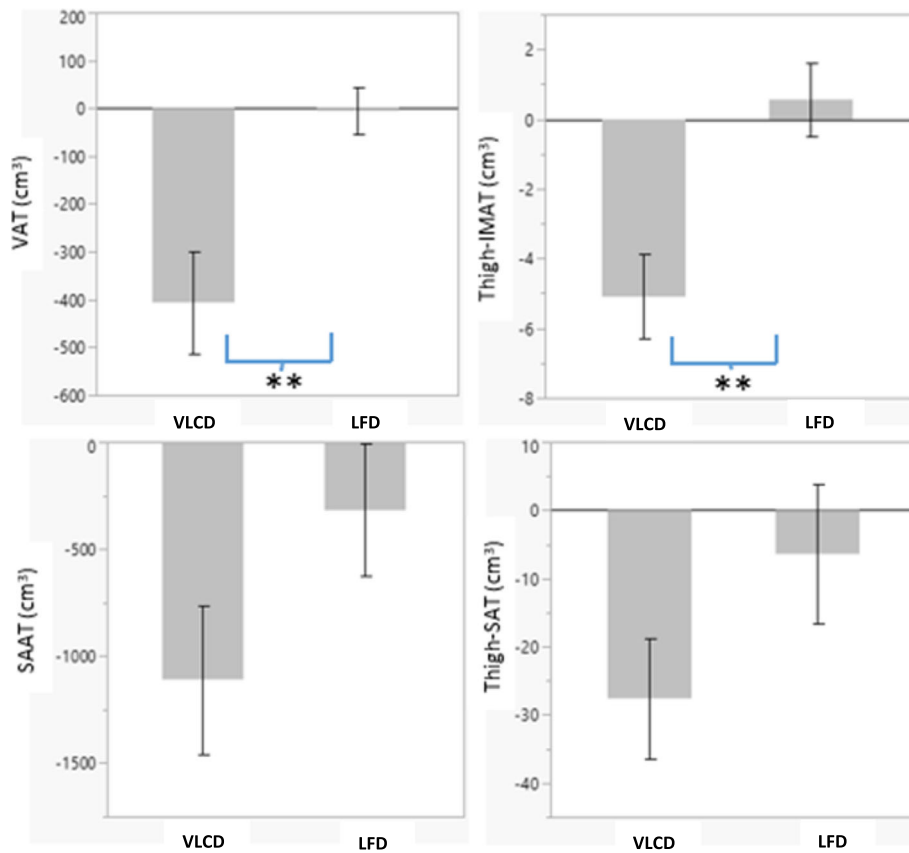 VAT (cm³)
200
100
0
-100
-200
-300
-400
-500
-600
**
VLCD
LFD
Thigh-IMAT (cm³)
2
0
-2
-4
-6
-8
**
VLCD
LFD
SAAT (cm³)
0
-500
-1000
-1500
VLCD
LFD
Thigh-SAT (cm³)
10
0
-10
-20
-30
-40
VLCD
LFD